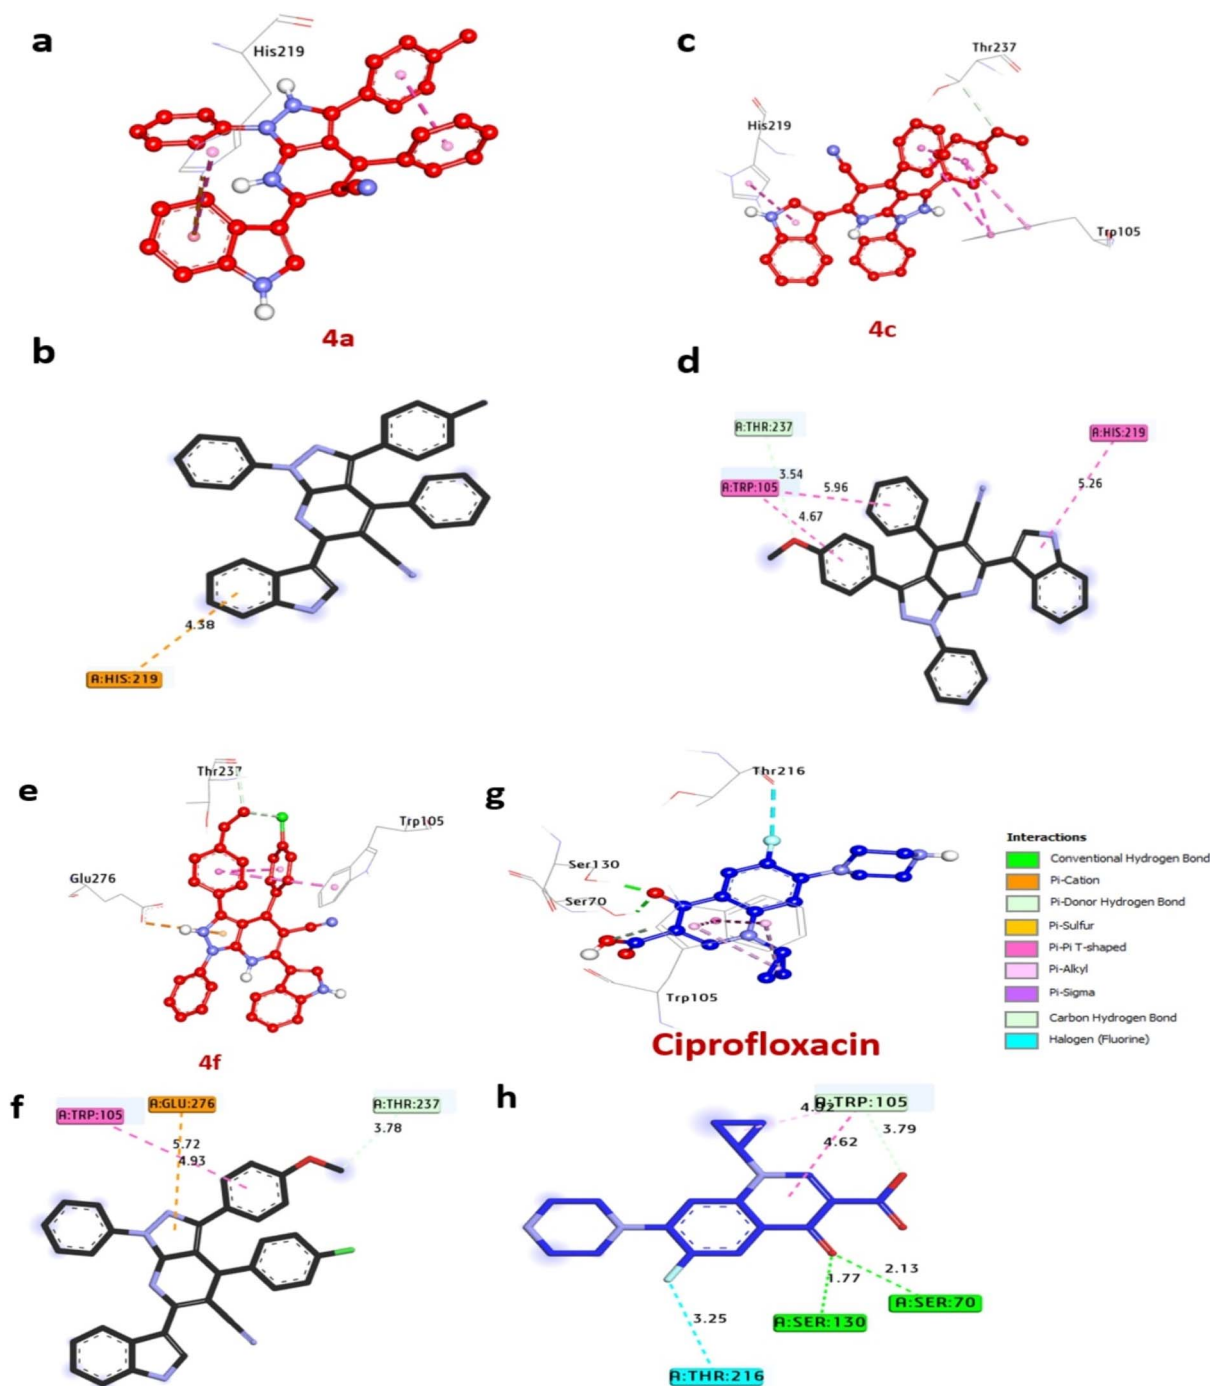 a
His219
4a
c
Thr237
His219
Trp105
4c
b
4.38
A:HIS:219
d
A:THR:237
A:HIS:219
3.54
A:TRP:105
5.96
5.26
4.67
e
Thr237
Trp105
Glu276
4f
g
Thr216
Ser130
Ser70
Trp105
Ciprofloxacin
Interactions
Conventional Hydrogen Bond
Pi-Cation
Pi-Donor Hydrogen Bond
Pi-Sulfur
Pi-Pi T-shaped
Pi-Alkyl
Pi-Sigma
Carbon Hydrogen Bond
Halogen (Fluorine)
f
A:TRP:105
A:GLU:276
A:THR:237
3.78
5.72
4.93
h
A:TRP:105
4.62
3.79
2.13
1.77
A:SER:70
A:SER:130
3.25
A:THR:216